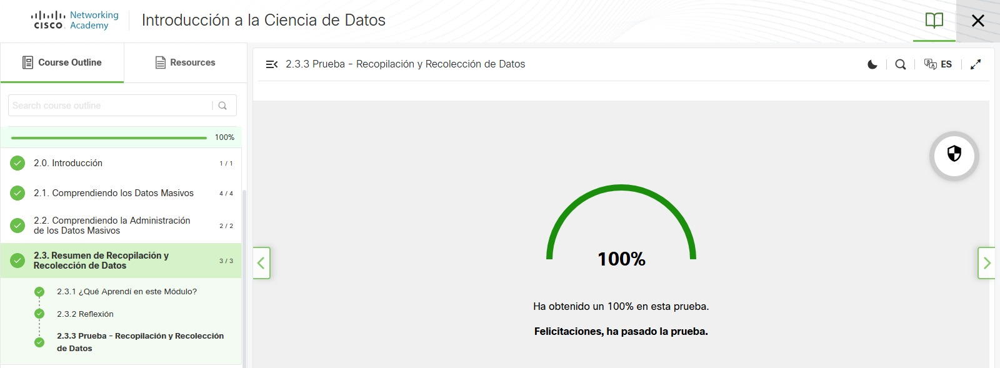 CISCO
Networking
Academy
Introducción a la Ciencia de Datos
Course Outline
Resources
Search course outline
100%
2.0. Introducción
1 / 1
2.1. Comprendiendo los Datos Masivos
4 / 4
2.2. Comprendiendo la Administración
de los Datos Masivos
2 / 2
2.3. Resumen de Recopilación y
Recolección de Datos
3 / 3
2.3.1 ¿Qué Aprendí en este Módulo?
2.3.2 Reflexión
2.3.3 Prueba - Recopilación y Recolección
de Datos
2.3.3 Prueba - Recopilación y Recolección de Datos
ES
100%
Ha obtenido un 100% en esta prueba.
Felicitaciones, ha pasado la prueba.